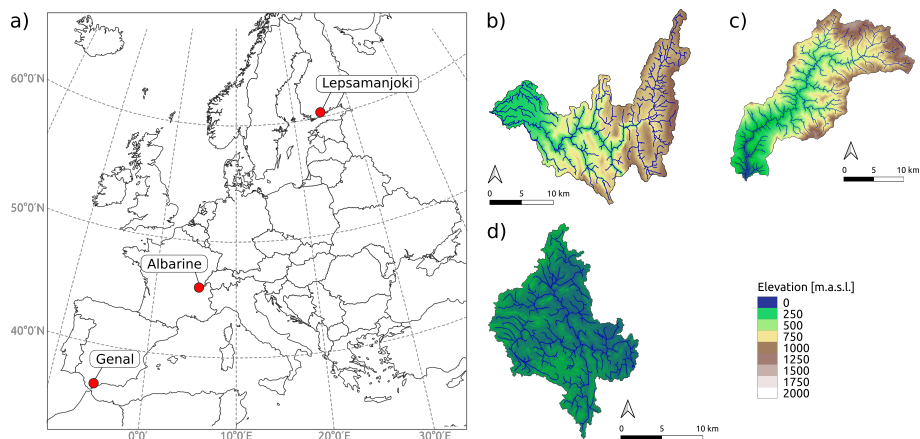 a)
60°0'N
50°0'N
40°0'N
0°0'
10°0'E
20°0'E
30°0'E
Lepsamanjoki
Albarine
Genal
b)
0 5 10 km
c)
0 5 10 km
d)
0 5 10 km
Elevation [m.a.s.l.]
0
250
500
750
1000
1250
1500
1750
2000